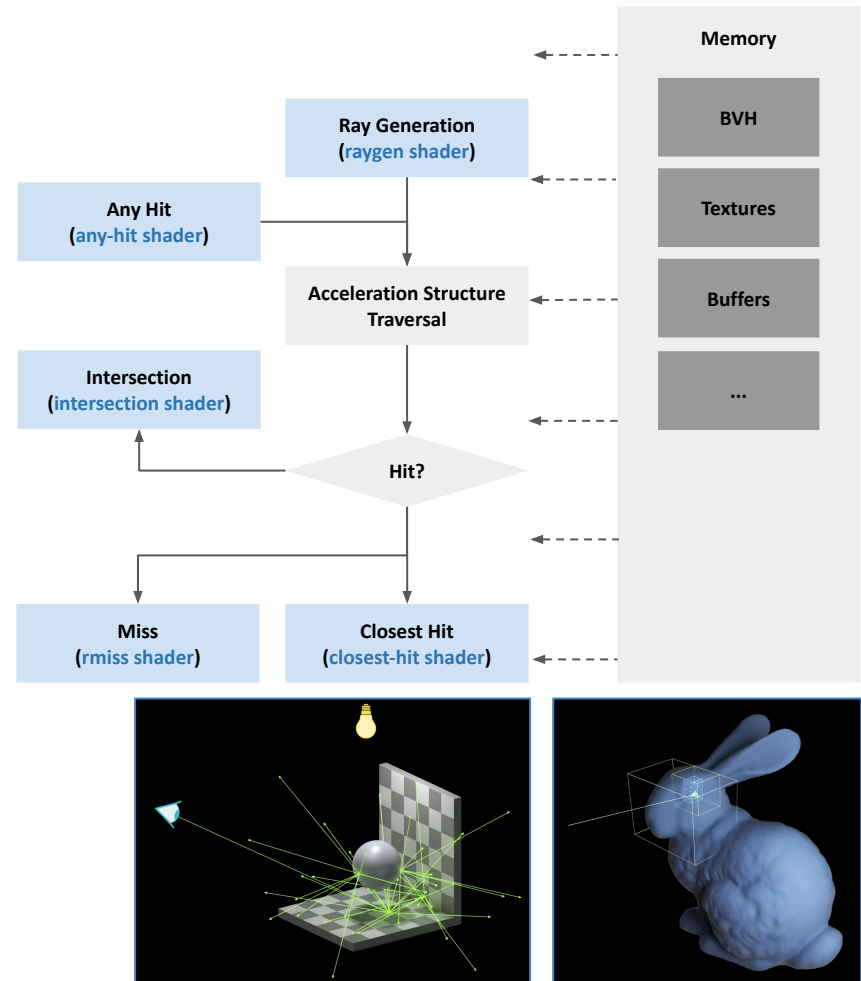 Memory
BVH
Textures
Buffers
...
Ray Generation
(raygen shader)
Any Hit
(any-hit shader)
Acceleration Structure
Traversal
Intersection
(intersection shader)
Hit?
Miss
(rmiss shader)
Closest Hit
(closest-hit shader)